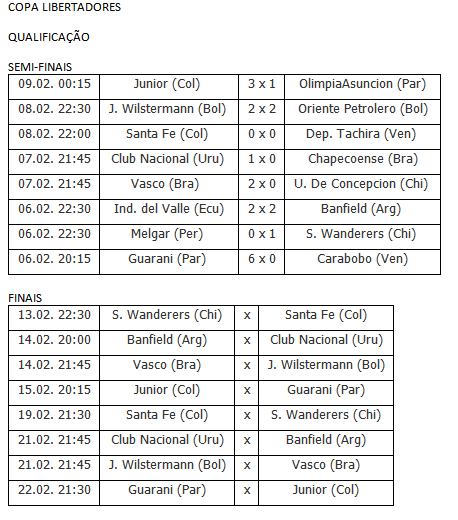 COPA LIBERTADORES
QUALIFICAÇÃO
SEMI-FINAIS
09.02. 00:15 Junior (Col) 3 x 1 OlimpiaAsuncion (Par)
08.02. 22:30 J. Wilstermann (Bol) 2 x 2 Oriente Petrolero (Bol)
08.02. 22:00 Santa Fe (Col) 0 x 0 Dep. Tachira (Ven)
07.02. 21:45 Club Nacional (Uru) 1 x 0 Chapecoense (Bra)
07.02. 21:45 Vasco (Bra) 2 x 0 U. De Concepcion (Chi)
06.02. 22:30 Ind. del Valle (Ecu) 2 x 2 Banfield (Arg)
06.02. 22:30 Melgar (Per) 0 x 1 S. Wanderers (Chi)
06.02. 20:15 Guarani (Par) 6 x 0 Carabobo (Ven)
FINAIS
13.02. 22:30 S. Wanderers (Chi) x Santa Fe (Col)
14.02. 20:00 Banfield (Arg) x Club Nacional (Uru)
14.02. 21:45 Vasco (Bra) x J. Wilstermann (Bol)
15.02. 20:15 Junior (Col) x Guarani (Par)
19.02. 21:30 Santa Fe (Col) x S. Wanderers (Chi)
21.02. 21:45 Club Nacional (Uru) x Banfield (Arg)
21.02. 21:45 J. Wilstermann (Bol) x Vasco (Bra)
22.02. 21:30 Guarani (Par) x Junior (Col)